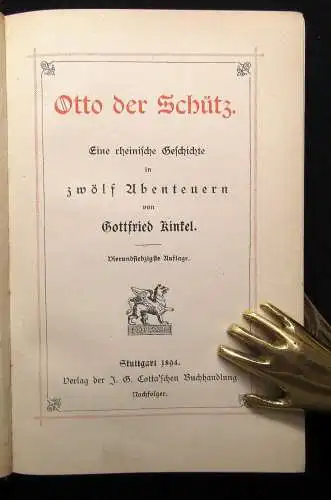 Otto der Schütz.
Eine rheinische Geschichte
in
zwölf Abenteuern
von
Gottfried Kinkel.
Vierundsiebzigste Auflage.
Stuttgart 1894.
Verlag der J. G. Cotta'schen Buchhandlung
Nachfolger.